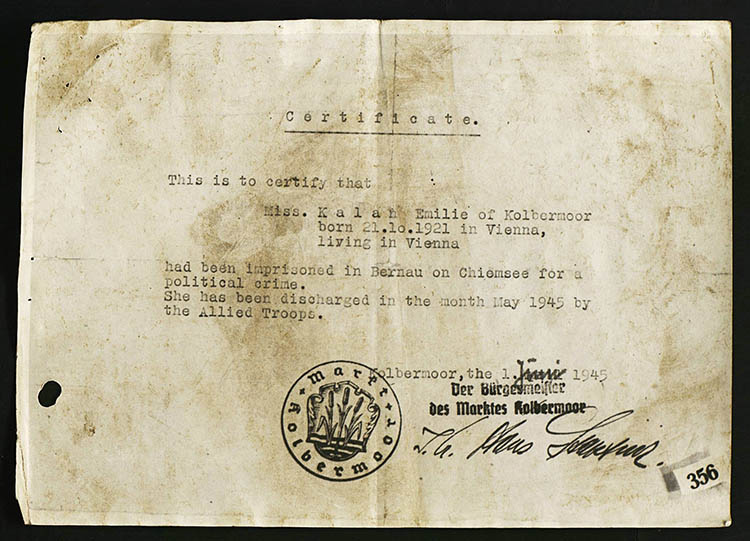 Certificate.
This is to certify that
Miss. Kalan Emilie of Kolbermoor
born 21.10.1921 in Vienna,
living in Vienna
had been imprisoned in Bernau on Chiemsee for a
political crime.
She has been discharged in the month May 1945 by
the Allied Troops.
Kolbermoor, the 1. Juni 1945
Der Bürgermeister
des Marktes Kolbermoor
Markt Kolbermoor
Hans
356